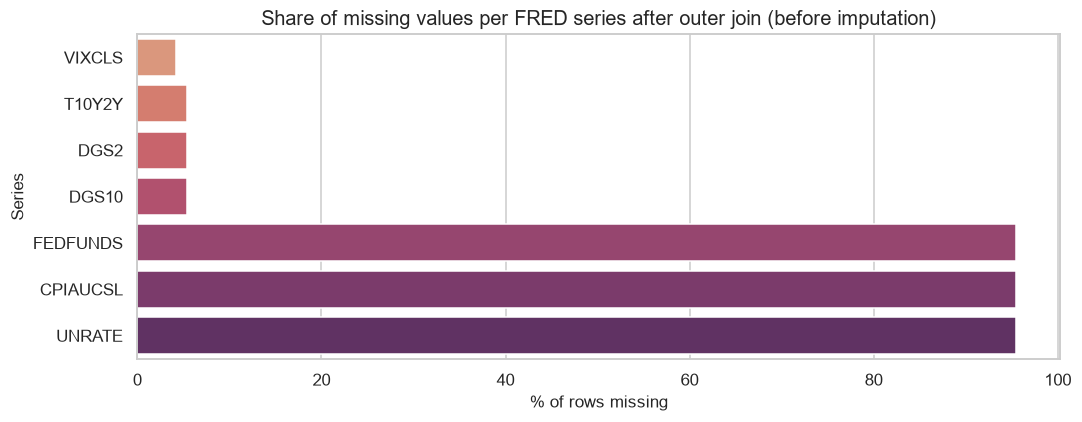 Share of missing values per FRED series after outer join (before imputation)
VIXCLS
T10Y2Y
DGS2
DGS10
FEDFUNDS
CPIAUCSL
UNRATE
Series
0 20 40 60 80 100
% of rows missing